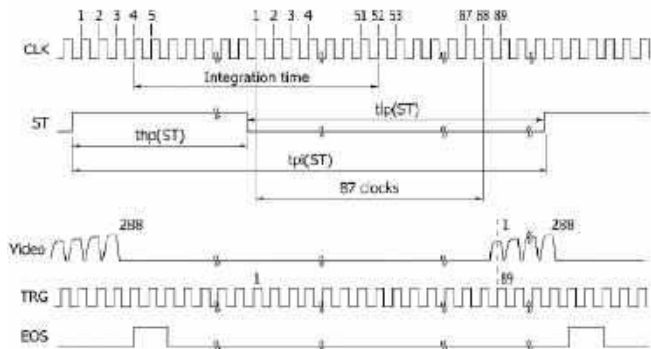 1 2 3 4 5 1 2 3 4 51 52 53 87 88 89
CLK
Integration time
ST
tlp(ST)
thp(ST)
tpi(ST)
87 clocks
288 1 288
Video
1 89
TRG
EOS